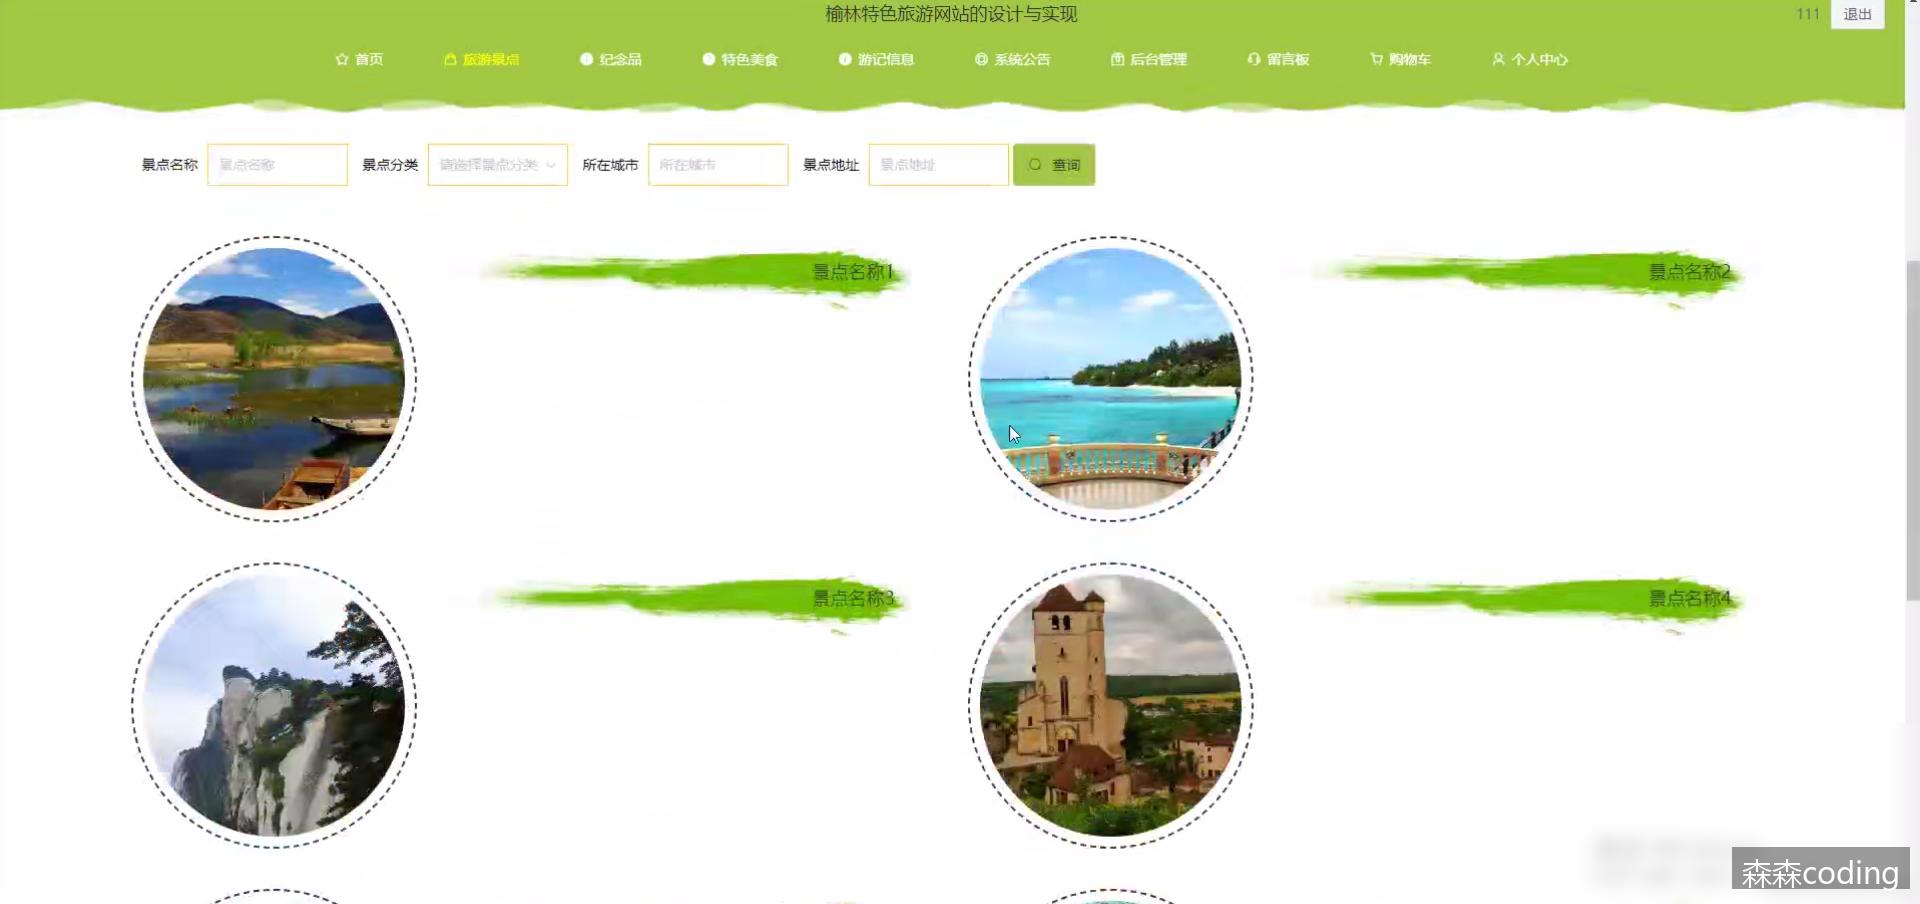 榆林特色旅游网站的设计与实现
111 退出
首页 旅游景点 纪念品 特色美食 游记信息 系统公告 后台管理 留言板 购物车 个人中心
景点名称 景点名称 景点分类 请选择景点分类 所在城市 所在城市 景点地址 景点地址 查询
景点名称1 景点名称2
景点名称3 景点名称4
森森coding